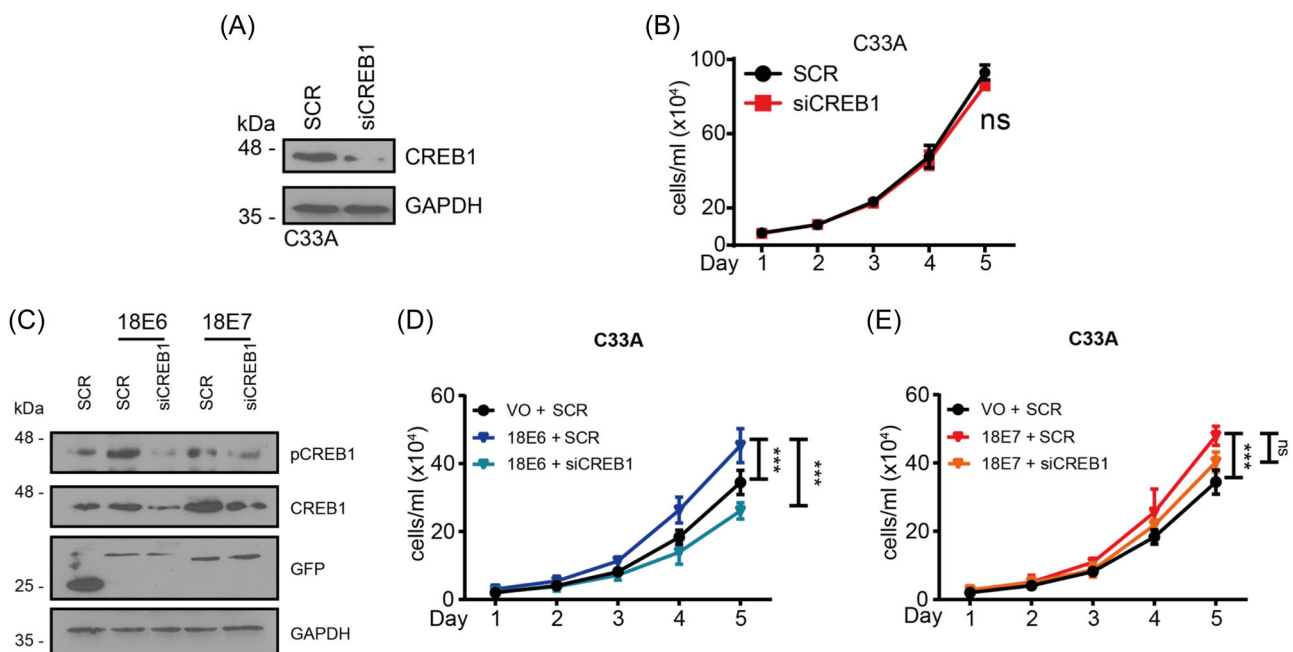 (A)
SCR
siCREB1
kDa
48 -
CREB1
GAPDH
35 -
C33A
(B)
C33A
SCR
siCREB1
cells/ml (x10⁴)
100
60
20
0
ns
Day
1 2 3 4 5
(C)
18E6 18E7
SCR
SCR
siCREB1
SCR
siCREB1
kDa
48 -
pCREB1
48 -
CREB1
GFP
25 -
GAPDH
35 -
(D)
C33A
VO + SCR
18E6 + SCR
18E6 + siCREB1
cells/ml (x10⁴)
60
40
20
0
***
***
Day
1 2 3 4 5
(E)
C33A
VO + SCR
18E7 + SCR
18E7 + siCREB1
cells/ml (x10⁴)
60
40
20
0
***
ns
Day
1 2 3 4 5